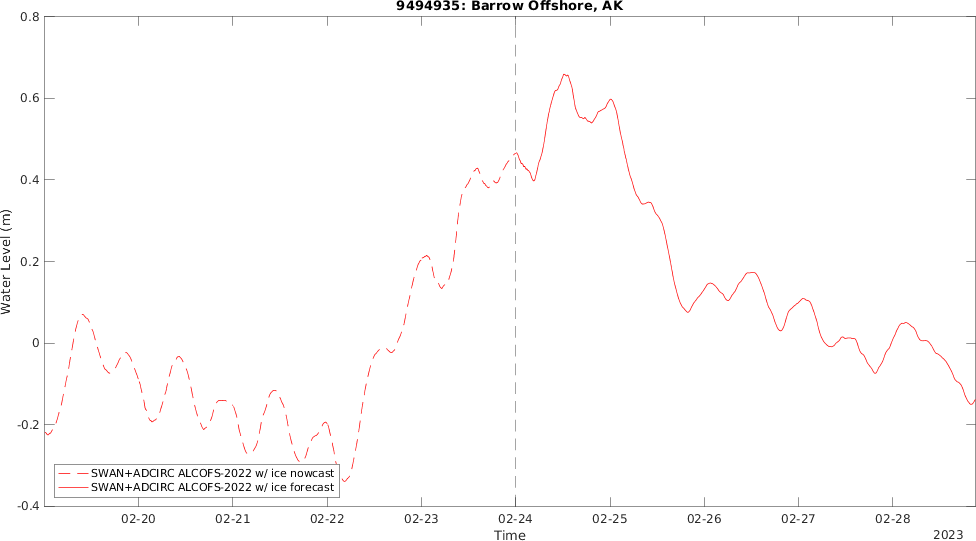 9494935: Barrow Offshore, AK
0.8
0.6
0.4
0.2
0
-0.2
-0.4
Water Level (m)
SWAN+ADCIRC ALCOFS-2022 w/ ice nowcast
SWAN+ADCIRC ALCOFS-2022 w/ ice forecast
02-20 02-21 02-22 02-23 02-24 02-25 02-26 02-27 02-28
Time
2023